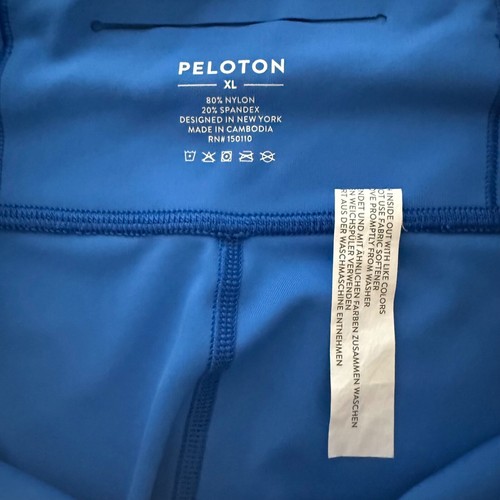 PELOTON
XL
80% NYLON
20% SPANDEX
DESIGNED IN NEW YORK
MADE IN CAMBODIA
RN# 150110
INSIDE OUT WITH LIKE COLORS
USE FABRIC SOFTENER
PROMPTLY FROM WASHER
UND MIT ÄHNLICHEN FARBEN ZUSAMMEN WASCHEN
WEICHSPÜLER VERWENDEN
AUS DER WASCHMASCHINE ENTNEHMEN